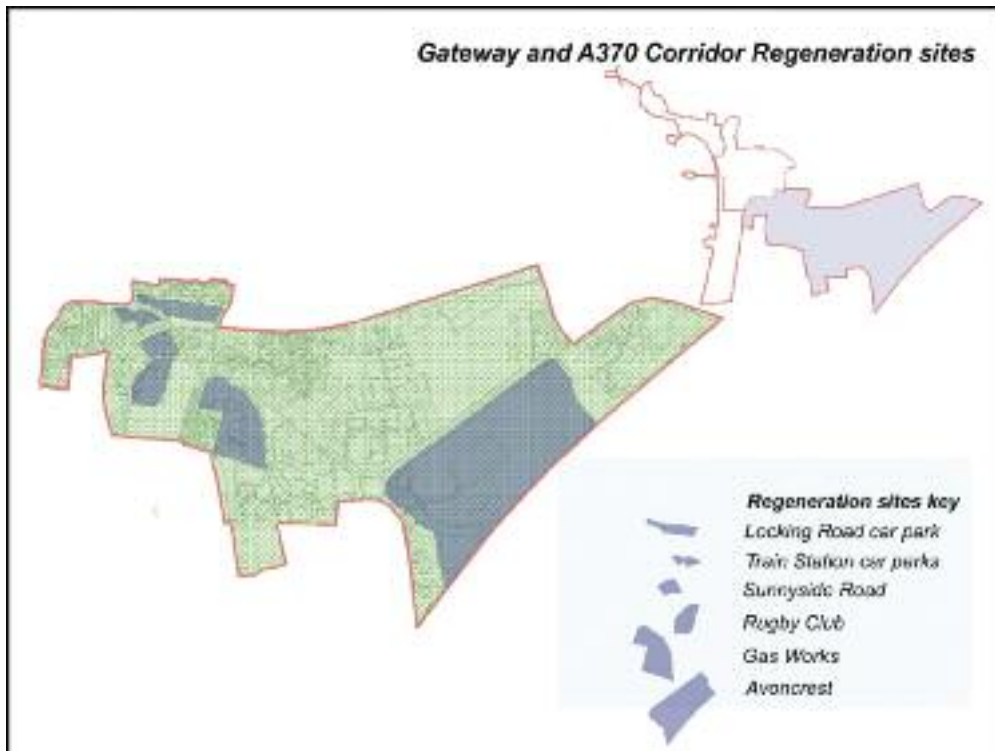 Gateway and A370 Corridor Regeneration sites
Regeneration sites key
Locking Road car park
Train Station car parks
Sunnyside Road
Rugby Club
Gas Works
Avoncrest